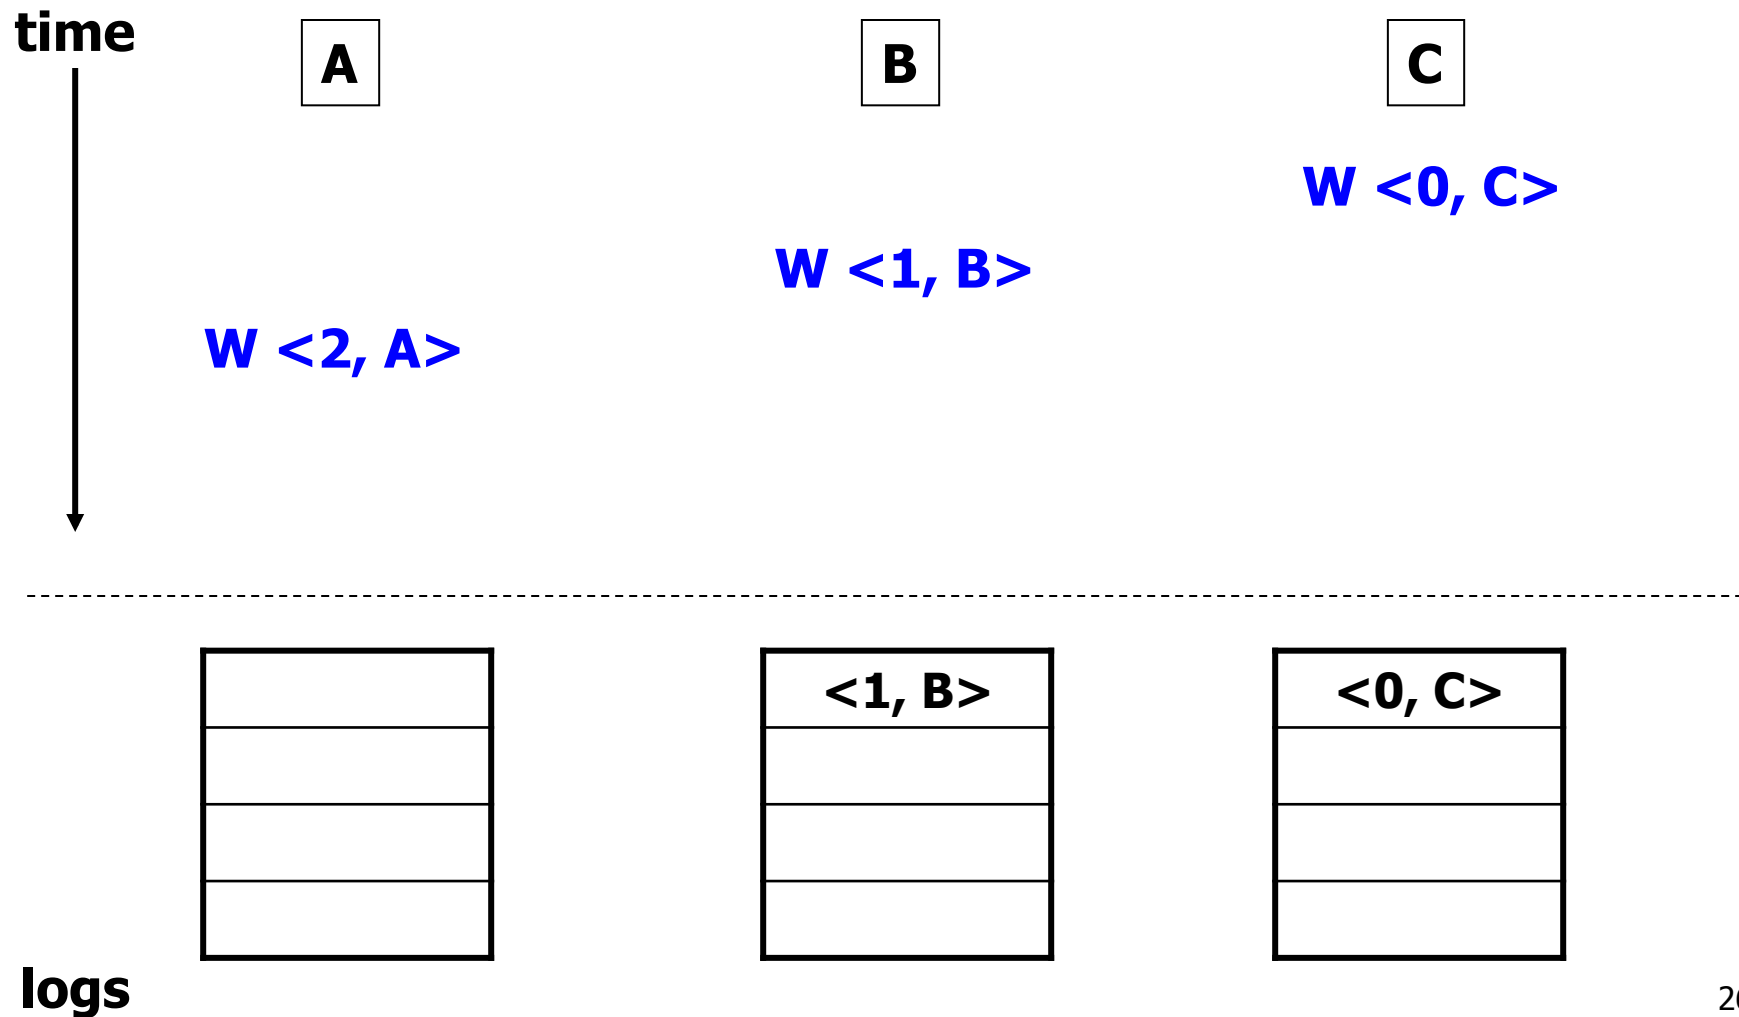 time
A
B
C
W <0, C>
W <1, B>
W <2, A>
<1, B>
<0, C>
logs